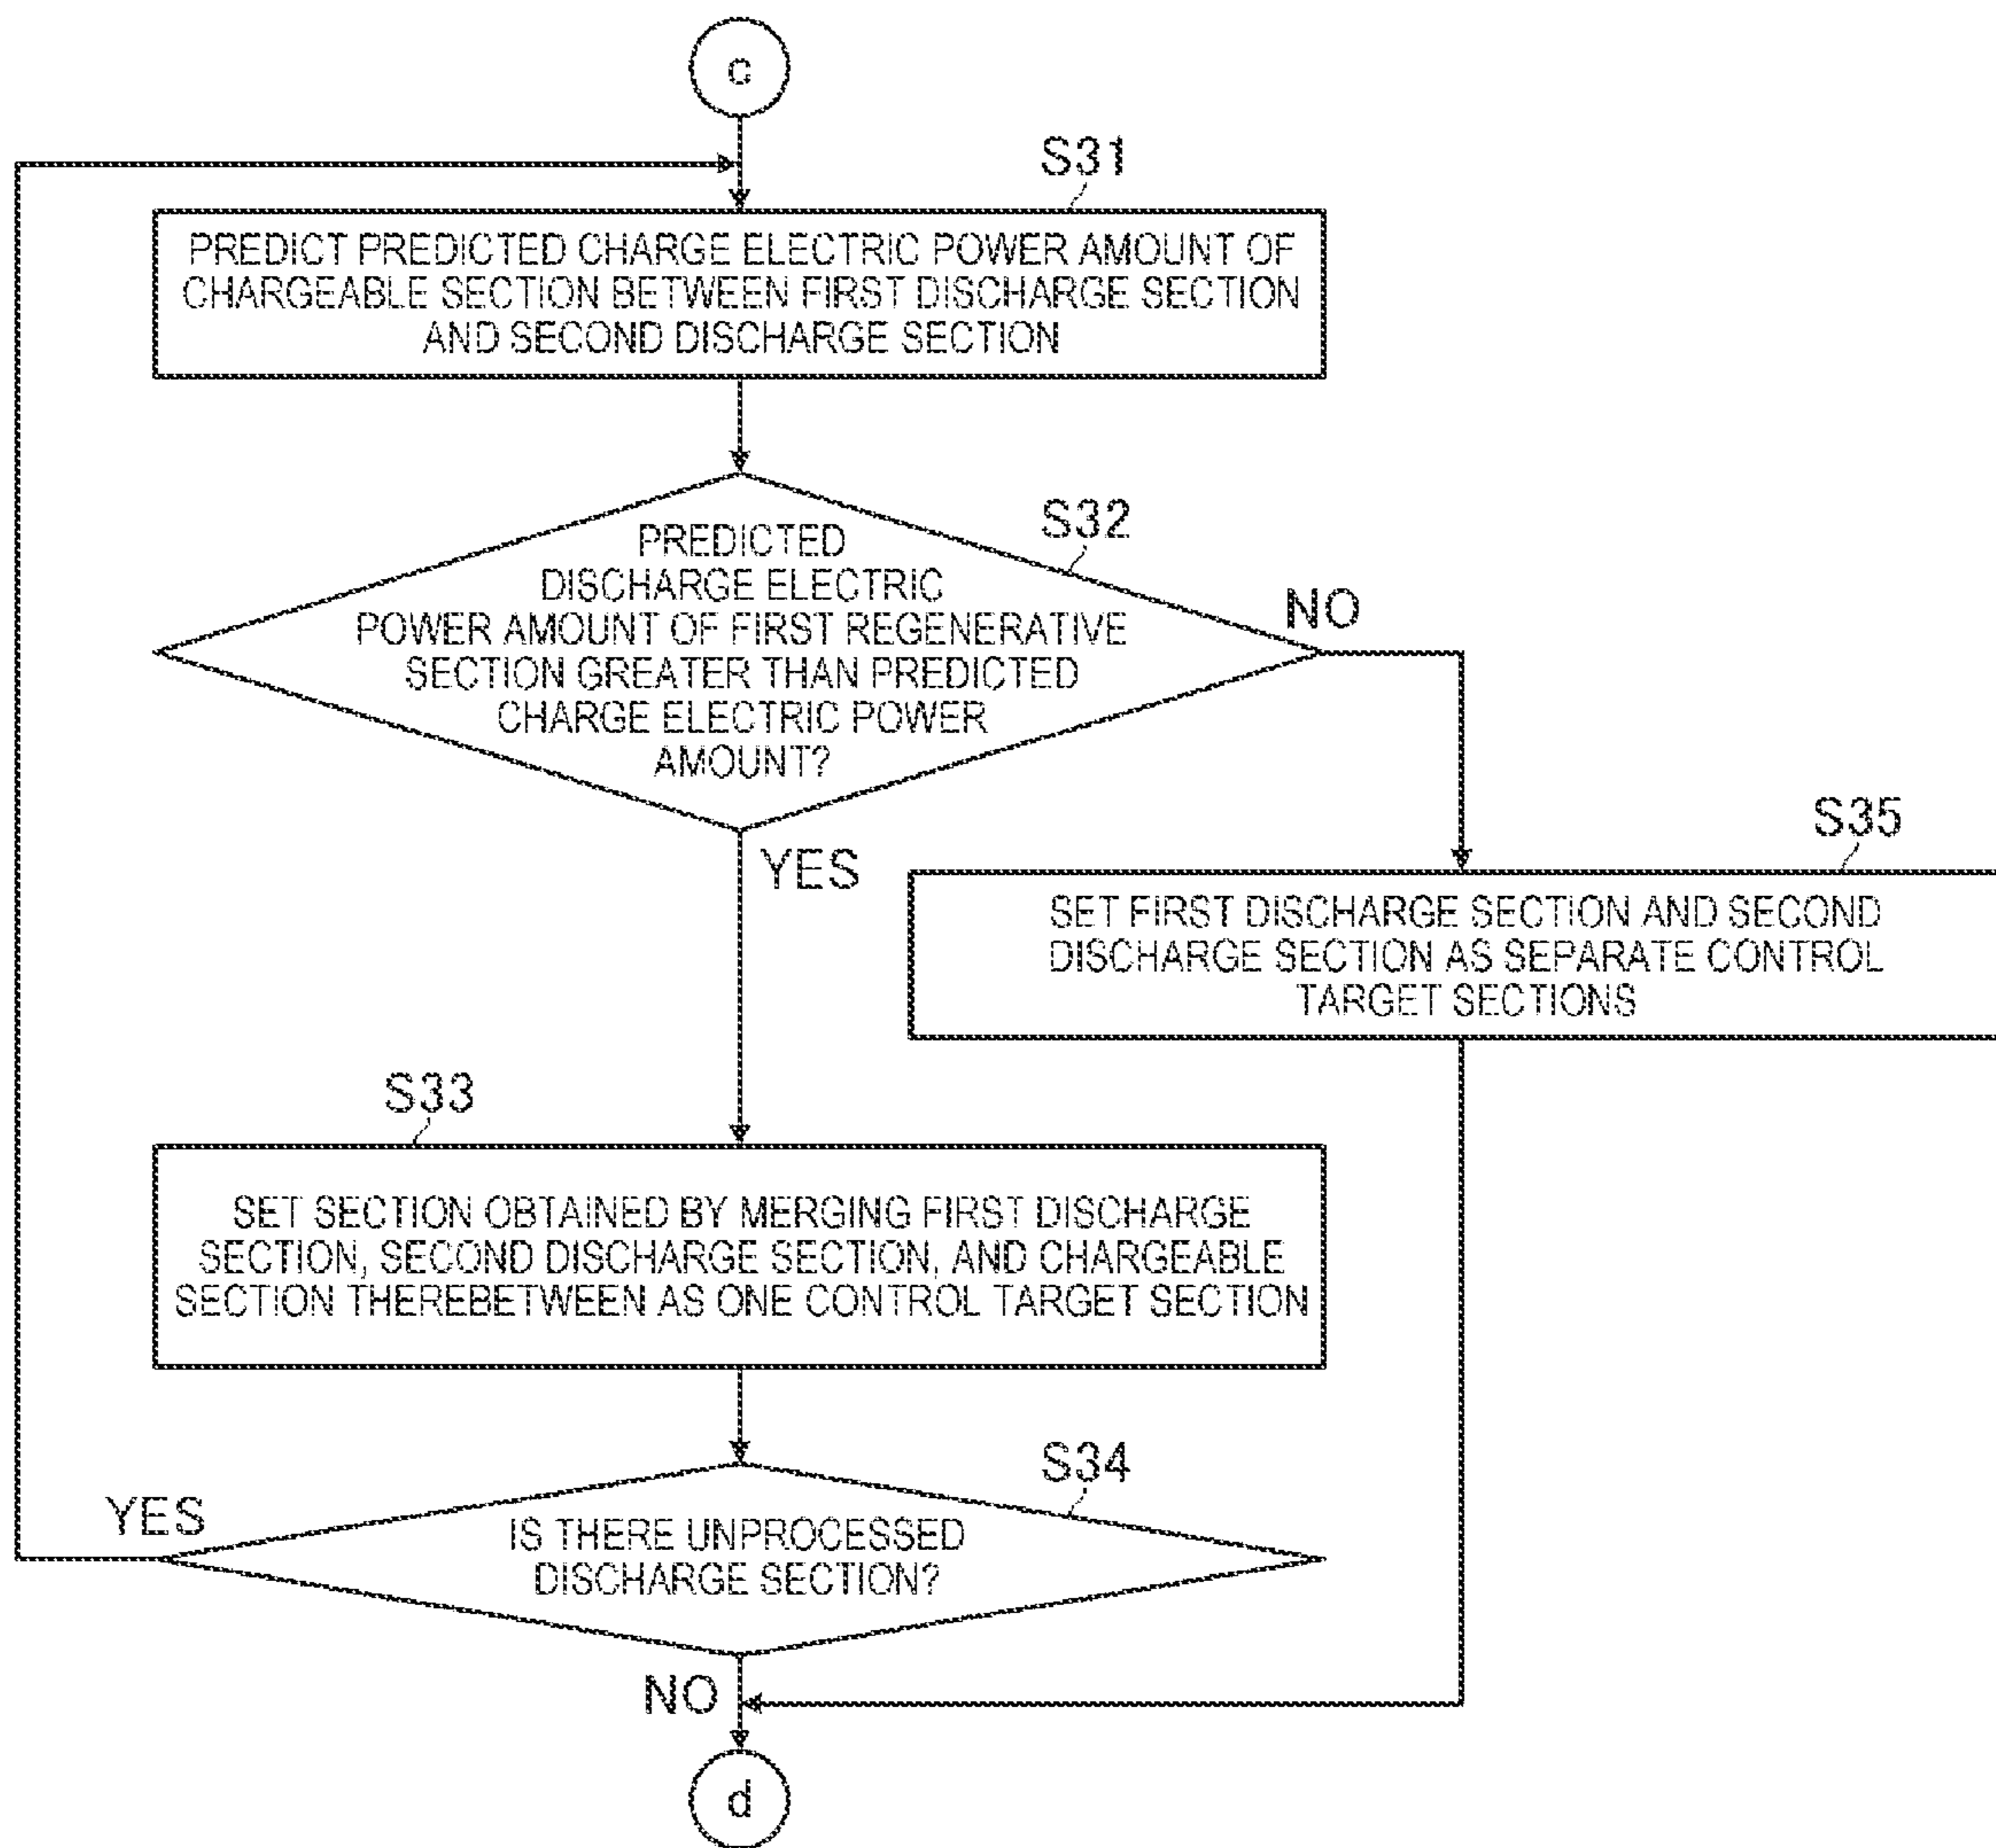 c
S31
PREDICT PREDICTED CHARGE ELECTRIC POWER AMOUNT OF
CHARGEABLE SECTION BETWEEN FIRST DISCHARGE SECTION
AND SECOND DISCHARGE SECTION
S32
PREDICTED
DISCHARGE ELECTRIC
POWER AMOUNT OF FIRST REGENERATIVE
SECTION GREATER THAN PREDICTED
CHARGE ELECTRIC POWER
AMOUNT?
NO
YES
S35
SET FIRST DISCHARGE SECTION AND SECOND
DISCHARGE SECTION AS SEPARATE CONTROL
TARGET SECTIONS
S33
SET SECTION OBTAINED BY MERGING FIRST DISCHARGE
SECTION, SECOND DISCHARGE SECTION, AND CHARGEABLE
SECTION THEREBETWEEN AS ONE CONTROL TARGET SECTION
S34
YES
IS THERE UNPROCESSED
DISCHARGE SECTION?
NO
d